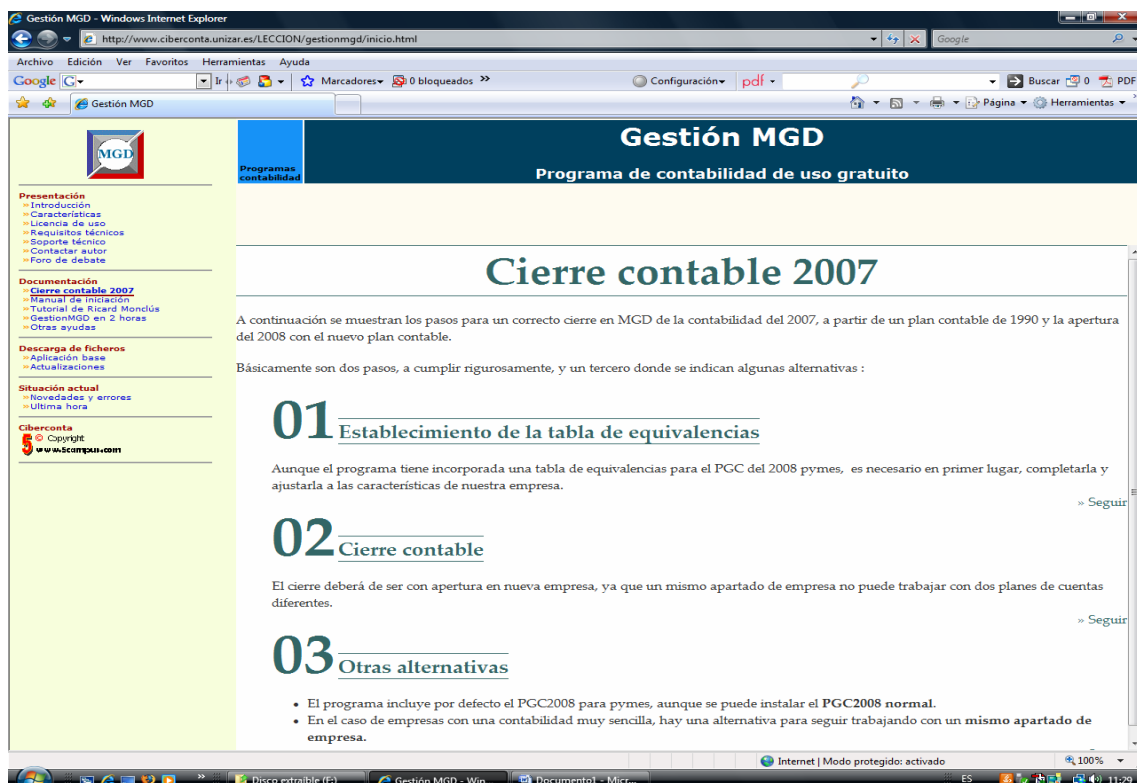 Gestión MGD - Windows Internet Explorer
http://www.ciberconta.unizar.es/LECCION/gestionmgd/inicio.html
Google
Archivo Edición Ver Favoritos Herramientas Ayuda
Google G Ir Marcadores 0 bloqueados » Configuración pdf Buscar 0 PDF
Gestión MGD Página Herramientas
MGD
Programas
contabilidad
Gestión MGD
Programa de contabilidad de uso gratuito
Presentación
»Introducción
»Características
»Licencia de uso
»Requisitos técnicos
»Soporte técnico
»Contactar autor
»Foro de debate
Documentación
»Cierre contable 2007
»Manual de iniciación
»Tutorial de Ricard Monclús
»GestionMGD en 2 horas
»Otras ayudas
Descarga de ficheros
»Aplicación base
»Actualizaciones
Situación actual
»Novedades y errores
»Ultima hora
Ciberconta
5 © Copyright
www.5campus.com
Cierre contable 2007
A continuación se muestran los pasos para un correcto cierre en MGD de la contabilidad del 2007, a partir de un plan contable de 1990 y la apertura
del 2008 con el nuevo plan contable.
Básicamente son dos pasos, a cumplir rigurosamente, y un tercero donde se indican algunas alternativas :
01 Establecimiento de la tabla de equivalencias
Aunque el programa tiene incorporada una tabla de equivalencias para el PGC del 2008 pymes, es necesario en primer lugar, completarla y
ajustarla a las características de nuestra empresa.
» Seguir
02 Cierre contable
El cierre deberá de ser con apertura en nueva empresa, ya que un mismo apartado de empresa no puede trabajar con dos planes de cuentas
diferentes.
» Seguir
03 Otras alternativas
• El programa incluye por defecto el PGC2008 para pymes, aunque se puede instalar el PGC2008 normal.
• En el caso de empresas con una contabilidad muy sencilla, hay una alternativa para seguir trabajando con un mismo apartado de
empresa.
Internet | Modo protegido: activado 100%
» Disco extraíble (F:) Gestión MGD - Win... Documento1 - Micr... ES 11:29